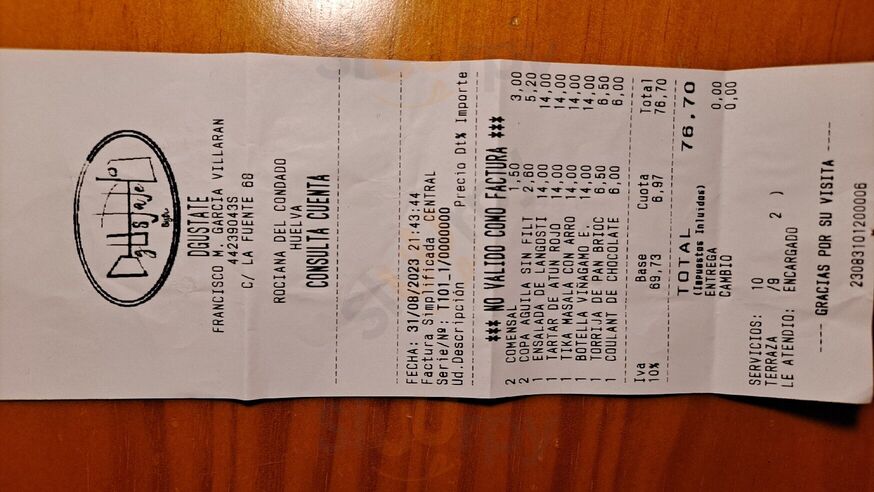 Dgústate
DGUSTATE
FRANCISCO M. GARCIA VILLARAN
44239043S
C/ LA FUENTE 68
ROCIANA DEL CONDADO
HUELVA
CONSULTA CUENTA
FECHA: 31/08/2023 21:43:44
Factura Simplificada CENTRAL
Serie/Nº: T101_1/0000000
Ud.Descripción Precio Dt% Importe
*** NO VALIDO COMO FACTURA ***
2 COMENSAL 1,50 3,00
2 COPA AGUILA SIN FILT 2,60 5,20
1 ENSALADA DE LANGOSTI 14,00 14,00
1 TARTAR DE ATUN ROJO 14,00 14,00
1 TIKA MASALA CON ARRO 14,00 14,00
1 BOTELLA VIÑAGAMO E. 14,00 14,00
1 TORRIJA DE PAN BRIOC 6,50 6,50
1 COULANT DE CHOCOLATE 6,00 6,00
Iva Base Cuota Total
10% 69,73 6,97 76,70
TOTAL 76,70
(Impuestos Incluidos)
ENTREGA 0,00
CAMBIO 0,00
SERVICIOS: 10
TERRAZA /9 2 )
LE ATENDIO: ENCARGADO
---- GRACIAS POR SU VISITA ----
23083101200006